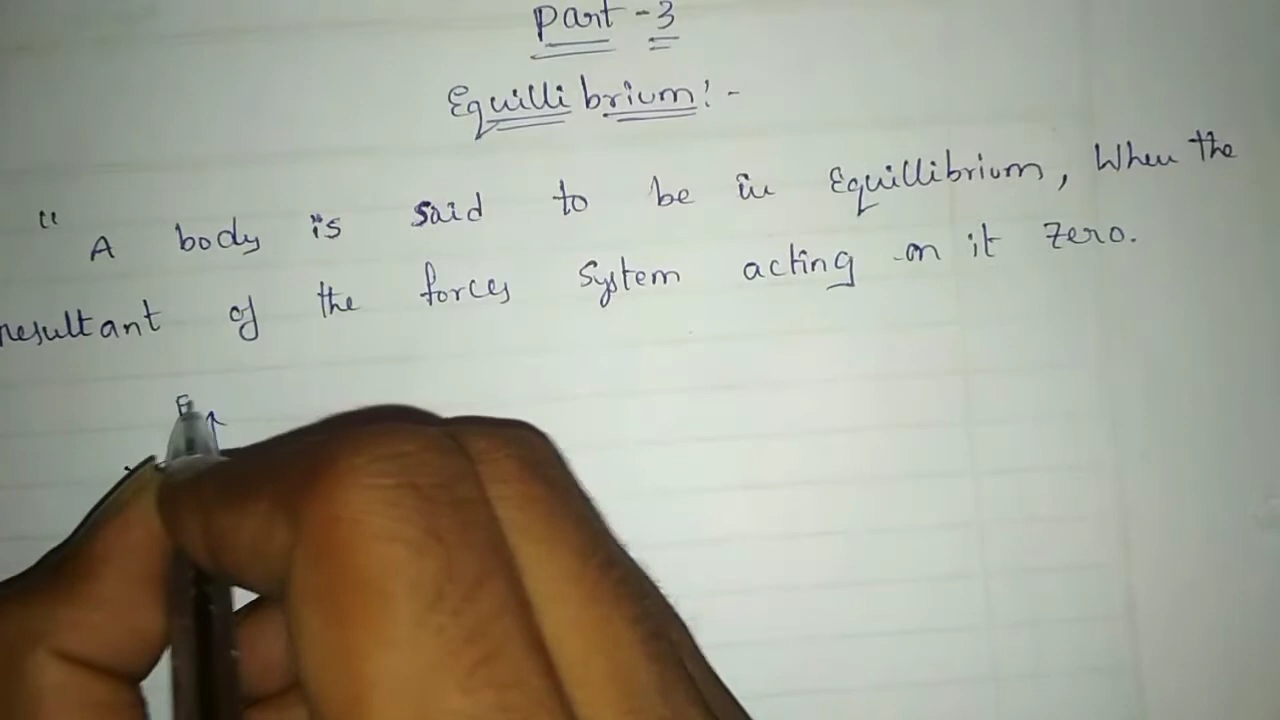 Part - 3
Equillibrium: -
" A body is said to be in Equillibrium, When the
resultant of the forces system acting on it zero.
F